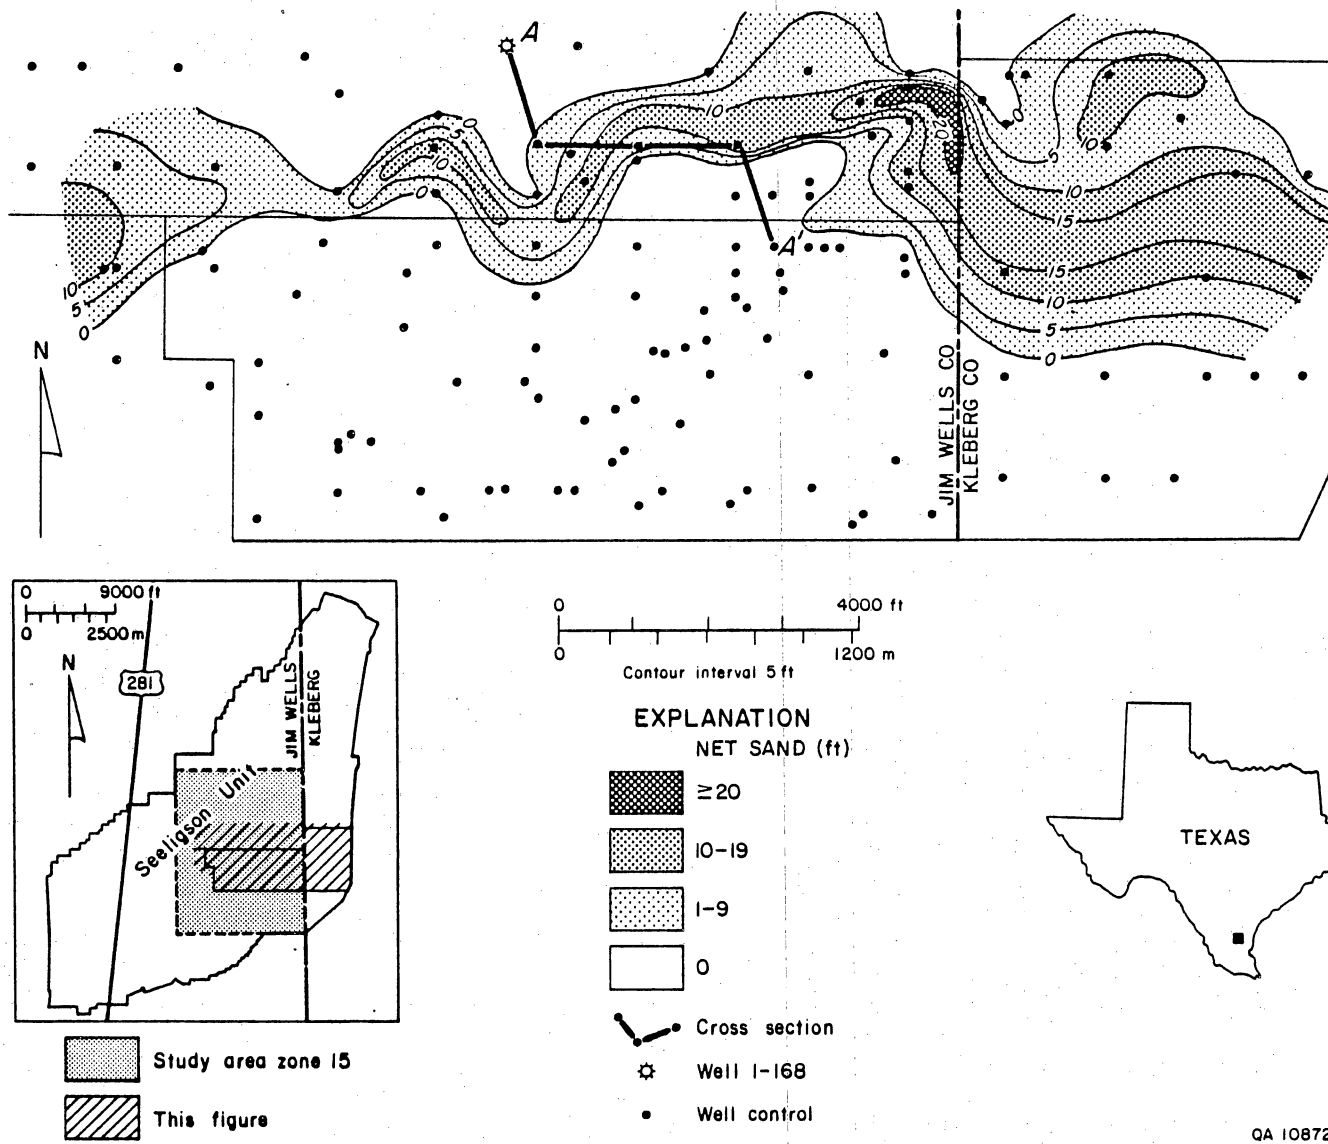 A
0
5
10
0
10
20
0
10
5
10
15
A'
15
10
5
0
10
5
0
N
JIM WELLS CO
KLEBERG CO
0 9000 ft
0 2500 m
N
281
JIM WELLS
KLEBERG
Seeligson Unit
Study area zone 15
This figure
0 4000 ft
0 1200 m
Contour interval 5 ft
EXPLANATION
NET SAND (ft)
≥20
10-19
1-9
0
Cross section
Well 1-168
Well control
TEXAS
QA 10872